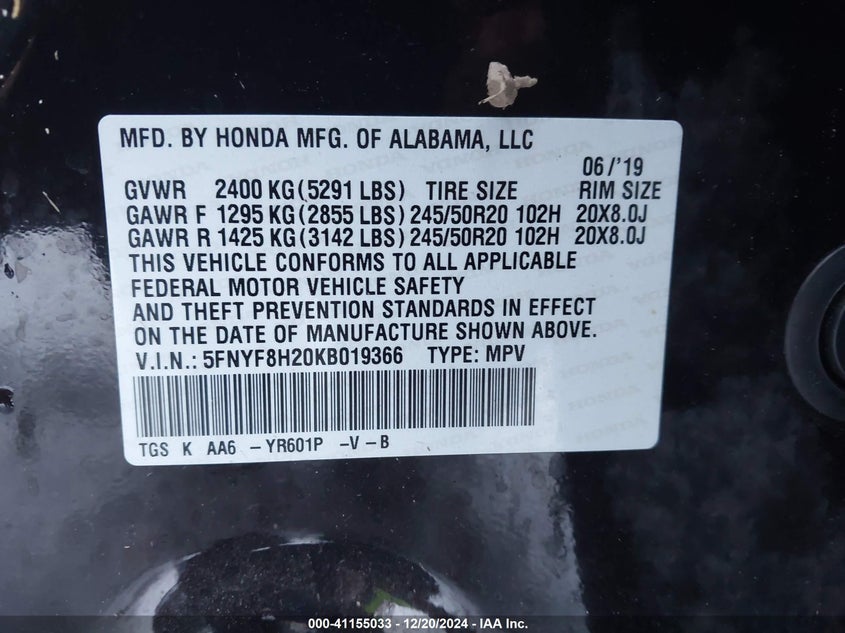 MFD. BY HONDA MFG. OF ALABAMA, LLC
06/'19
GVWR 2400 KG(5291 LBS) TIRE SIZE RIM SIZE
GAWR F 1295 KG(2855 LBS) 245/50R20 102H 20X8.0J
GAWR R 1425 KG(3142 LBS) 245/50R20 102H 20X8.0J
THIS VEHICLE CONFORMS TO ALL APPLICABLE
FEDERAL MOTOR VEHICLE SAFETY
AND THEFT PREVENTION STANDARDS IN EFFECT
ON THE DATE OF MANUFACTURE SHOWN ABOVE.
V.I.N.: 5FNYF8H20KB019366 TYPE: MPV
TGS K AA6 -YR601P -V-B
000-41155033 - 12/20/2024 - IAA Inc.